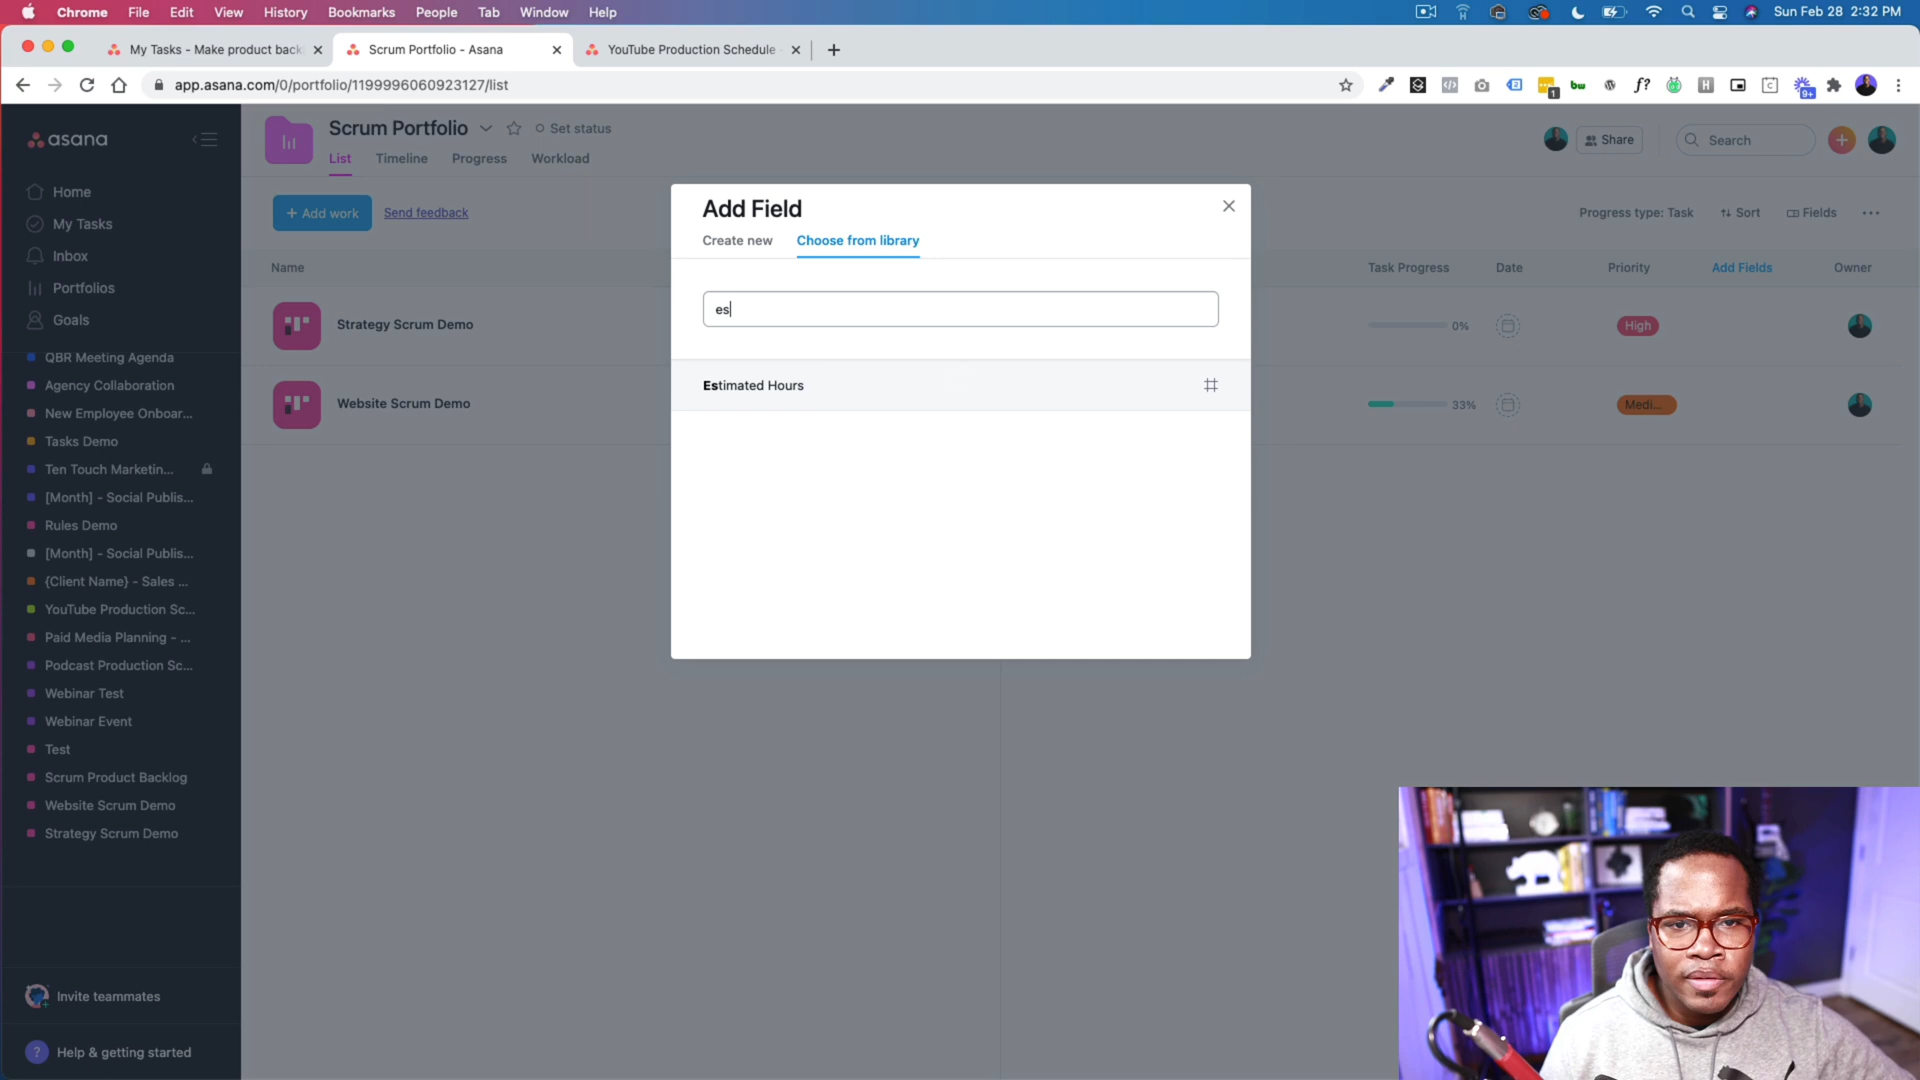 Chrome File Edit View History Bookmarks People Tab Window Help
Sun Feb 28 2:32 PM
My Tasks - Make product back
Scrum Portfolio - Asana
YouTube Production Schedule
app.asana.com/0/portfolio/1199996060923127/list
1
bw
f?
H
9+
asana
Home
My Tasks
Inbox
Portfolios
Goals
QBR Meeting Agenda
Agency Collaboration
New Employee Onboar...
Tasks Demo
Ten Touch Marketin...
[Month] - Social Publis...
Rules Demo
[Month] - Social Publis...
{Client Name} - Sales ...
YouTube Production Sc...
Paid Media Planning - ...
Podcast Production Sc...
Webinar Test
Webinar Event
Test
Scrum Product Backlog
Website Scrum Demo
Strategy Scrum Demo
Invite teammates
? Help & getting started
Scrum Portfolio
Set status
List Timeline Progress Workload
Share
Search
+ Add work
Send feedback
Progress type: Task
Sort
Fields
Name
Task Progress
Date
Priority
Add Fields
Owner
Strategy Scrum Demo
0%
High
Website Scrum Demo
33%
Medi...
Add Field
Create new
Choose from library
es
Estimated Hours